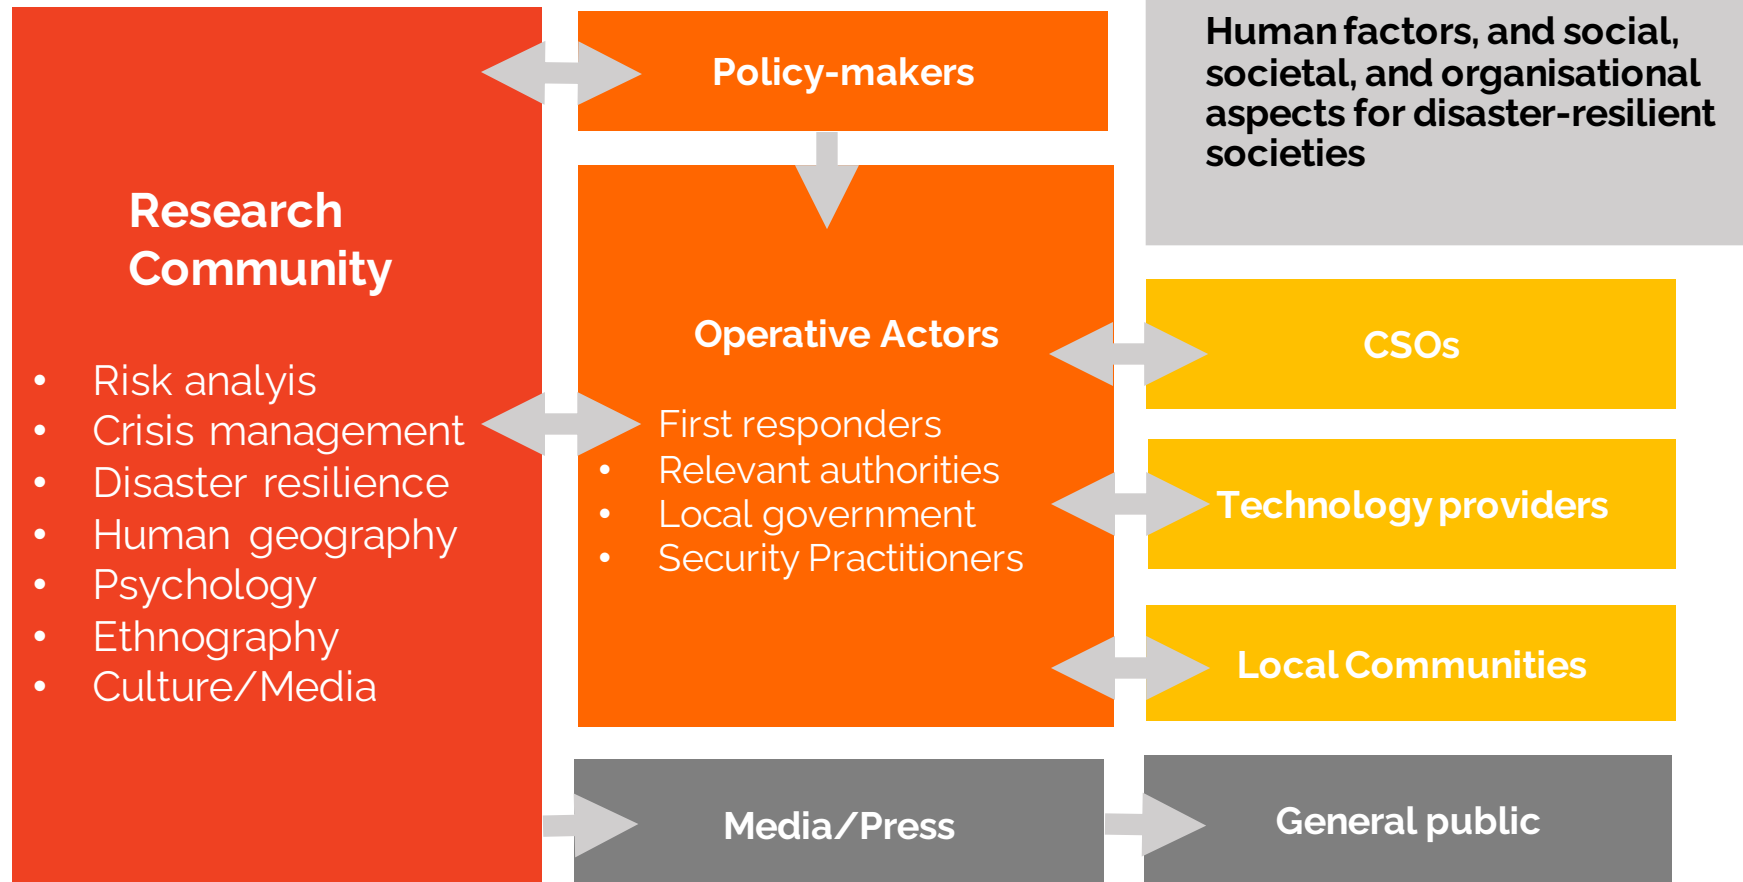 Research
Community
• Risk analyis
• Crisis management
• Disaster resilience
• Human geography
• Psychology
• Ethnography
• Culture/Media
Policy-makers
Operative Actors
First responders
• Relevant authorities
• Local government
• Security Practitioners
Human factors, and social,
societal, and organisational
aspects for disaster-resilient
societies
CSOs
Technology providers
Local Communities
Media/Press
General public